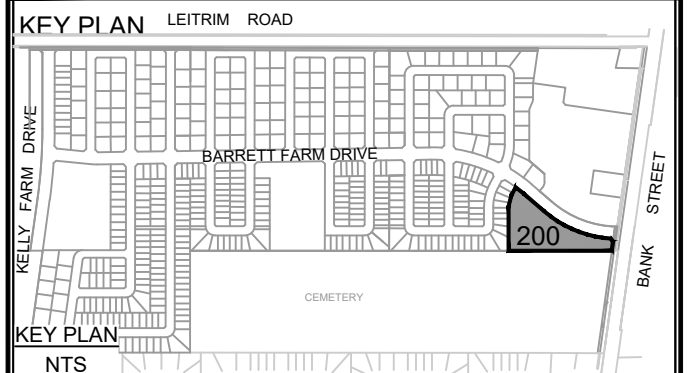 KEY PLAN
LEITRIM ROAD
KELLY FARM DRIVE
BARRETT FARM DRIVE
BANK STREET
200
CEMETERY
KEY PLAN
NTS